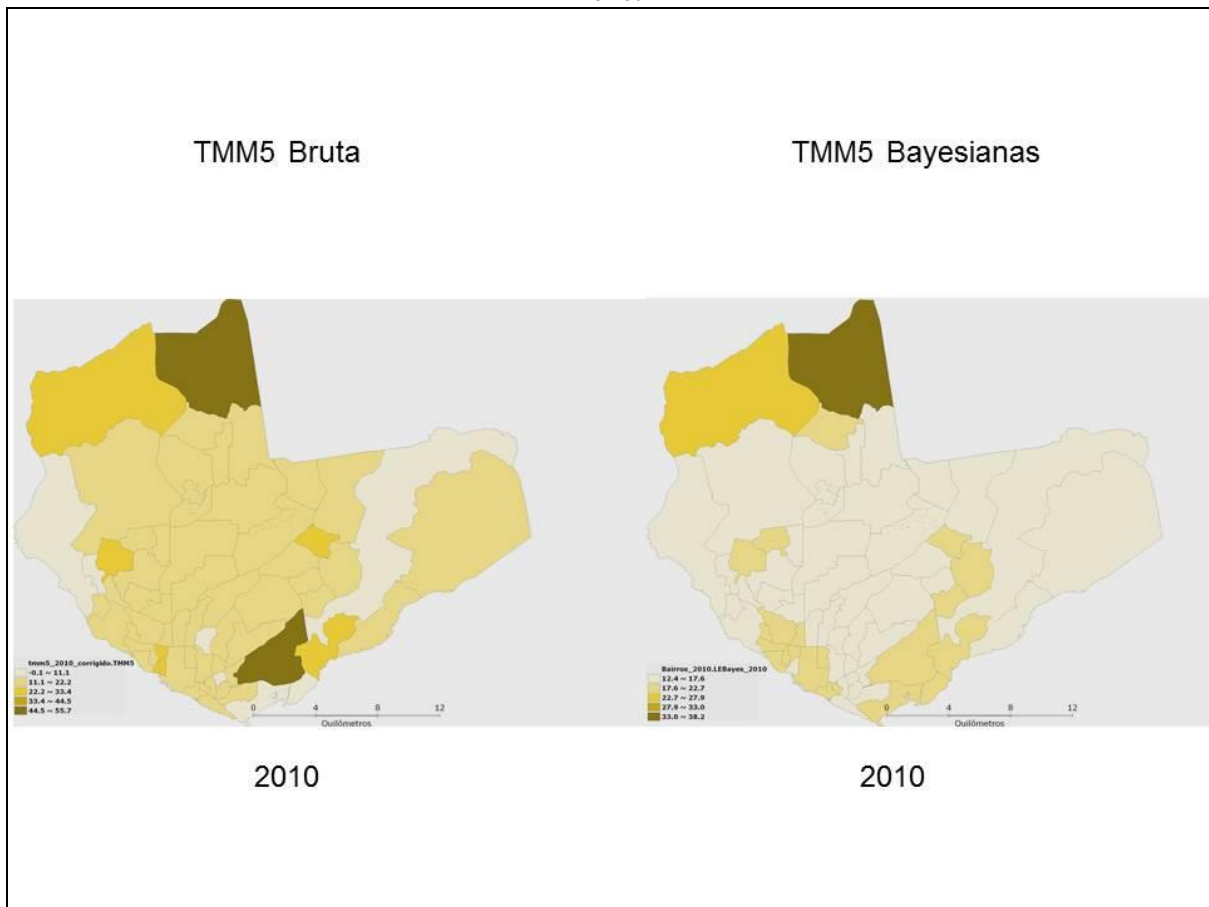 TMM5 Bruta
TMM5 Bayesianas
tmm5_2010_corrigido.TMM5
-0.1 ~ 11.1
11.1 ~ 22.2
22.2 ~ 33.4
33.4 ~ 44.5
44.5 ~ 55.7
0 4 8 12
Quilômetros
Bairros_2010.LEBayes_2010
12.4 ~ 17.6
17.6 ~ 22.7
22.7 ~ 27.9
27.9 ~ 33.0
33.0 ~ 38.2
0 4 8 12
Quilômetros
2010
2010